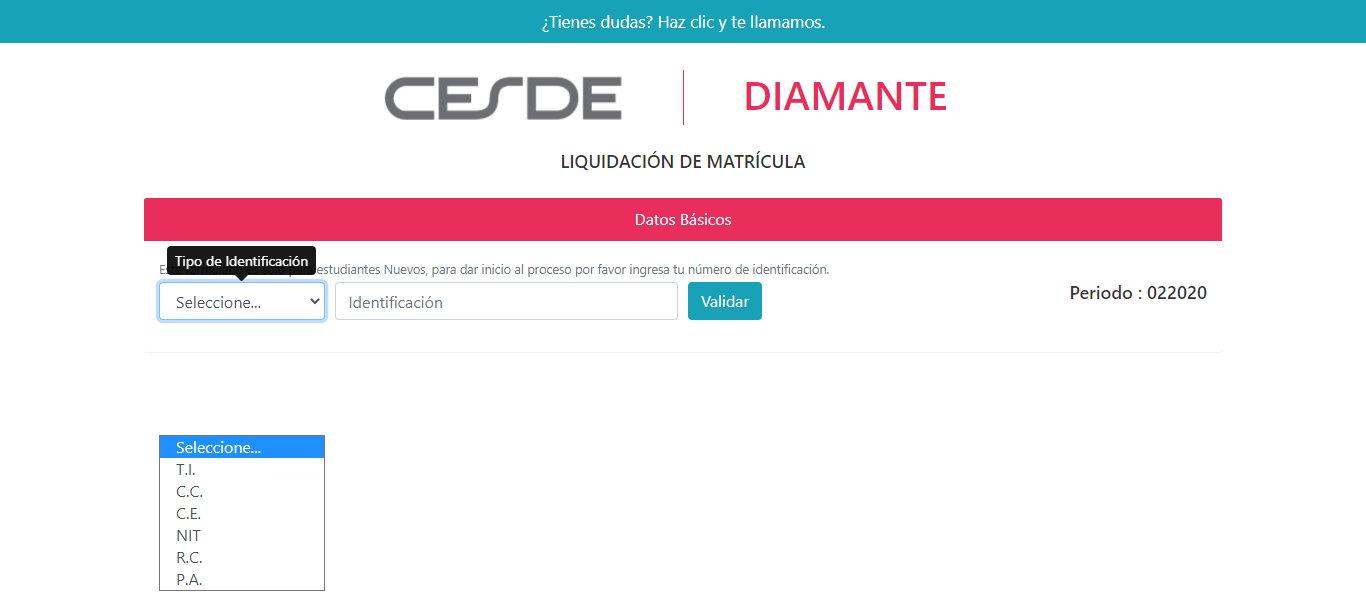 ¿Tienes dudas? Haz clic y te llamamos.
CESDE
DIAMANTE
LIQUIDACIÓN DE MATRÍCULA
Datos Básicos
Tipo de Identificación
estudiantes Nuevos, para dar inicio al proceso por favor ingresa tu número de identificación.
Seleccione...
Identificación
Validar
Periodo : 022020
Seleccione...
T.I.
C.C.
C.E.
NIT
R.C.
P.A.